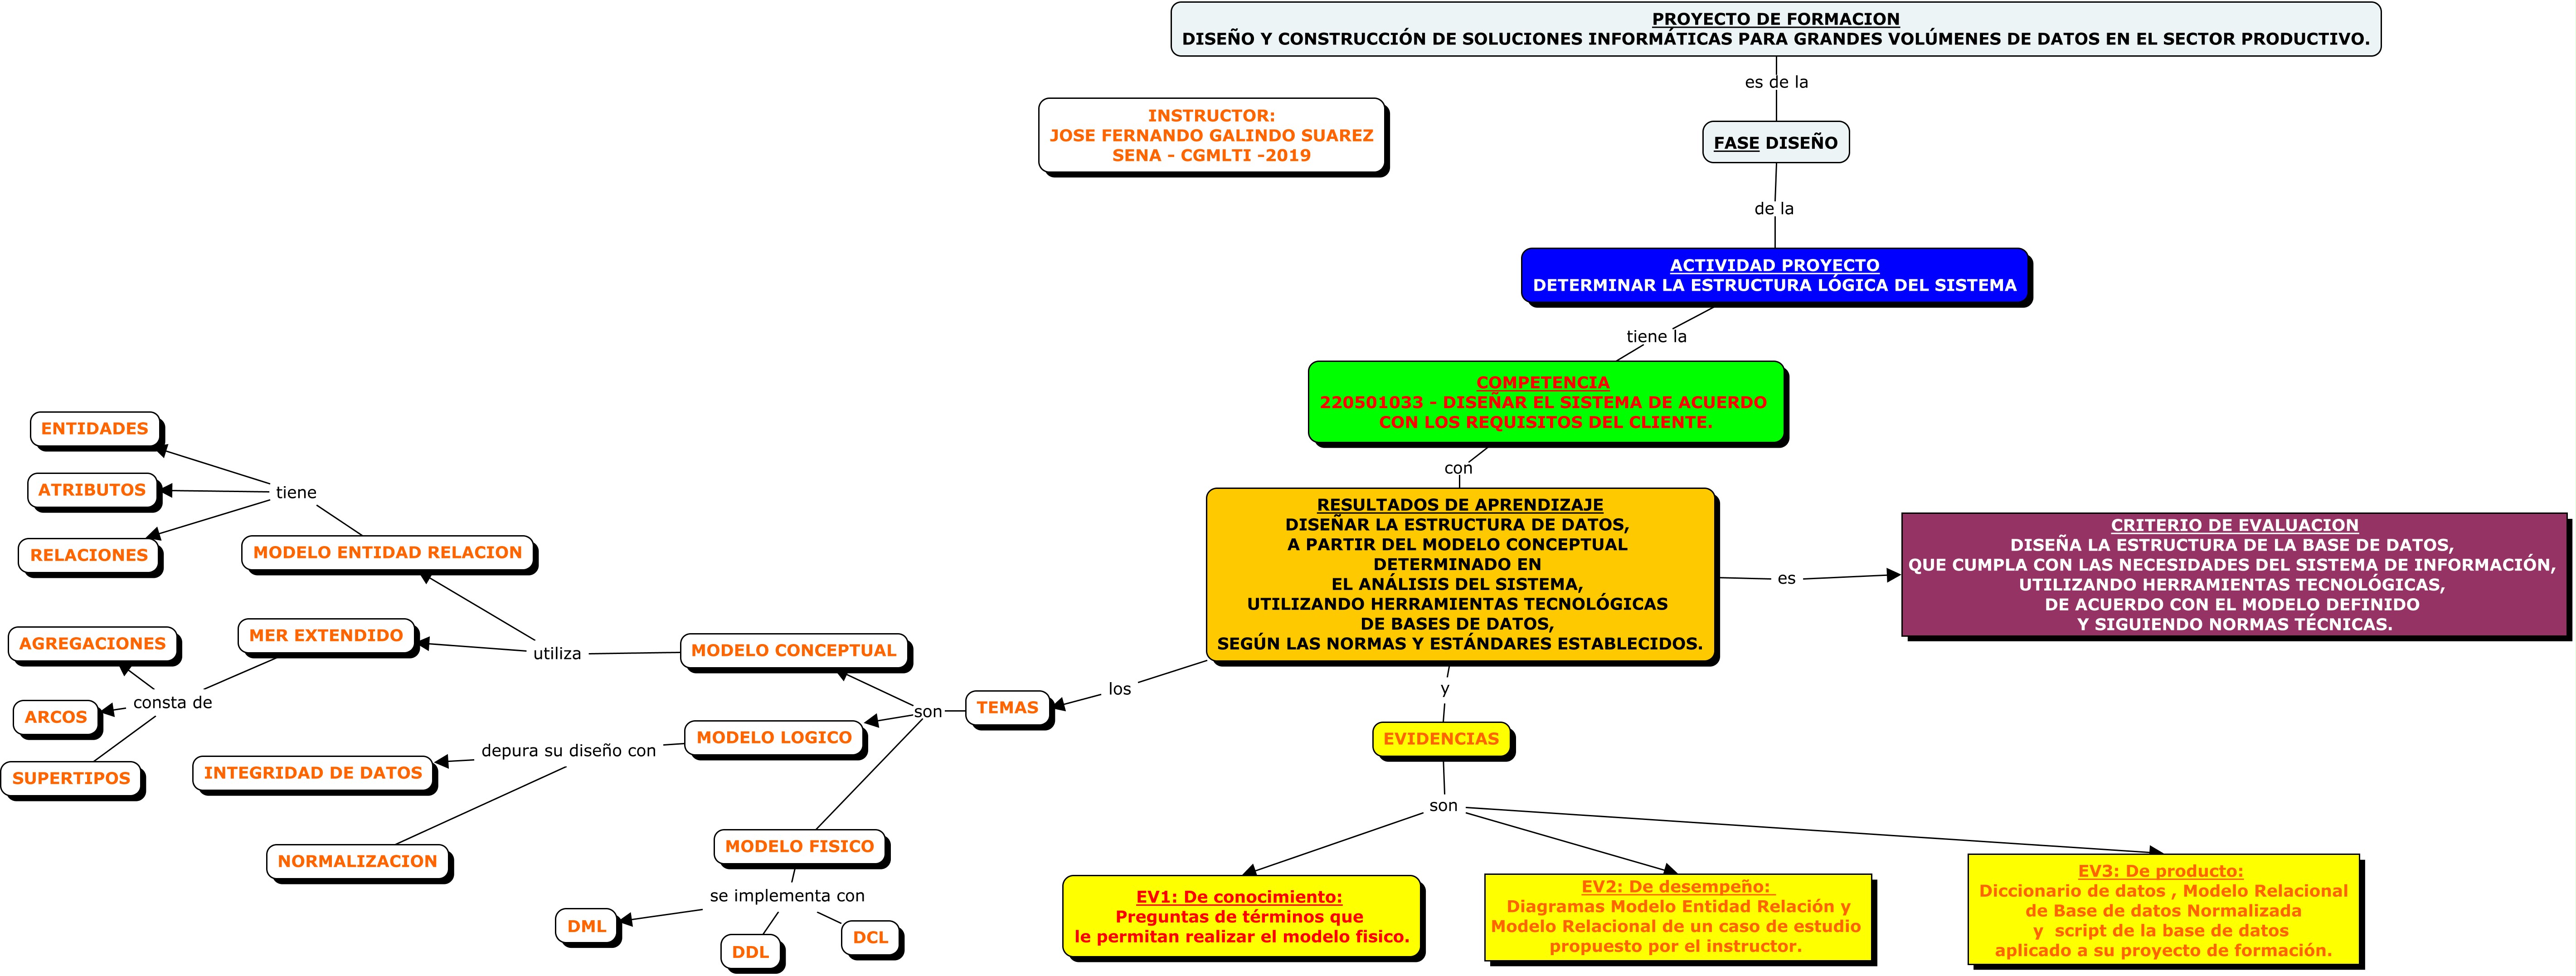 PROYECTO DE FORMACION
DISEÑO Y CONSTRUCCIÓN DE SOLUCIONES INFORMÁTICAS PARA GRANDES VOLÚMENES DE DATOS EN EL SECTOR PRODUCTIVO.
es de la
INSTRUCTOR:
JOSE FERNANDO GALINDO SUAREZ
SENA - CGMLTI -2019
FASE DISEÑO
de la
ACTIVIDAD PROYECTO
DETERMINAR LA ESTRUCTURA LÓGICA DEL SISTEMA
tiene la
COMPETENCIA
220501033 - DISEÑAR EL SISTEMA DE ACUERDO
CON LOS REQUISITOS DEL CLIENTE.
con
RESULTADOS DE APRENDIZAJE
DISEÑAR LA ESTRUCTURA DE DATOS,
A PARTIR DEL MODELO CONCEPTUAL
DETERMINADO EN
EL ANÁLISIS DEL SISTEMA,
UTILIZANDO HERRAMIENTAS TECNOLÓGICAS
DE BASES DE DATOS,
SEGÚN LAS NORMAS Y ESTÁNDARES ESTABLECIDOS.
es
CRITERIO DE EVALUACION
DISEÑA LA ESTRUCTURA DE LA BASE DE DATOS,
QUE CUMPLA CON LAS NECESIDADES DEL SISTEMA DE INFORMACIÓN,
UTILIZANDO HERRAMIENTAS TECNOLÓGICAS,
DE ACUERDO CON EL MODELO DEFINIDO
Y SIGUIENDO NORMAS TÉCNICAS.
los
TEMAS
son
MODELO CONCEPTUAL
utiliza
MODELO ENTIDAD RELACION
tiene
ENTIDADES
ATRIBUTOS
RELACIONES
MER EXTENDIDO
consta de
AGREGACIONES
ARCOS
SUPERTIPOS
MODELO LOGICO
depura su diseño con
INTEGRIDAD DE DATOS
NORMALIZACION
MODELO FISICO
se implementa con
DML
DDL
DCL
y
EVIDENCIAS
son
EV1: De conocimiento:
Preguntas de términos que
le permitan realizar el modelo fisico.
EV2: De desempeño:
Diagramas Modelo Entidad Relación y
Modelo Relacional de un caso de estudio
propuesto por el instructor.
EV3: De producto:
Diccionario de datos , Modelo Relacional
de Base de datos Normalizada
y script de la base de datos
aplicado a su proyecto de formación.